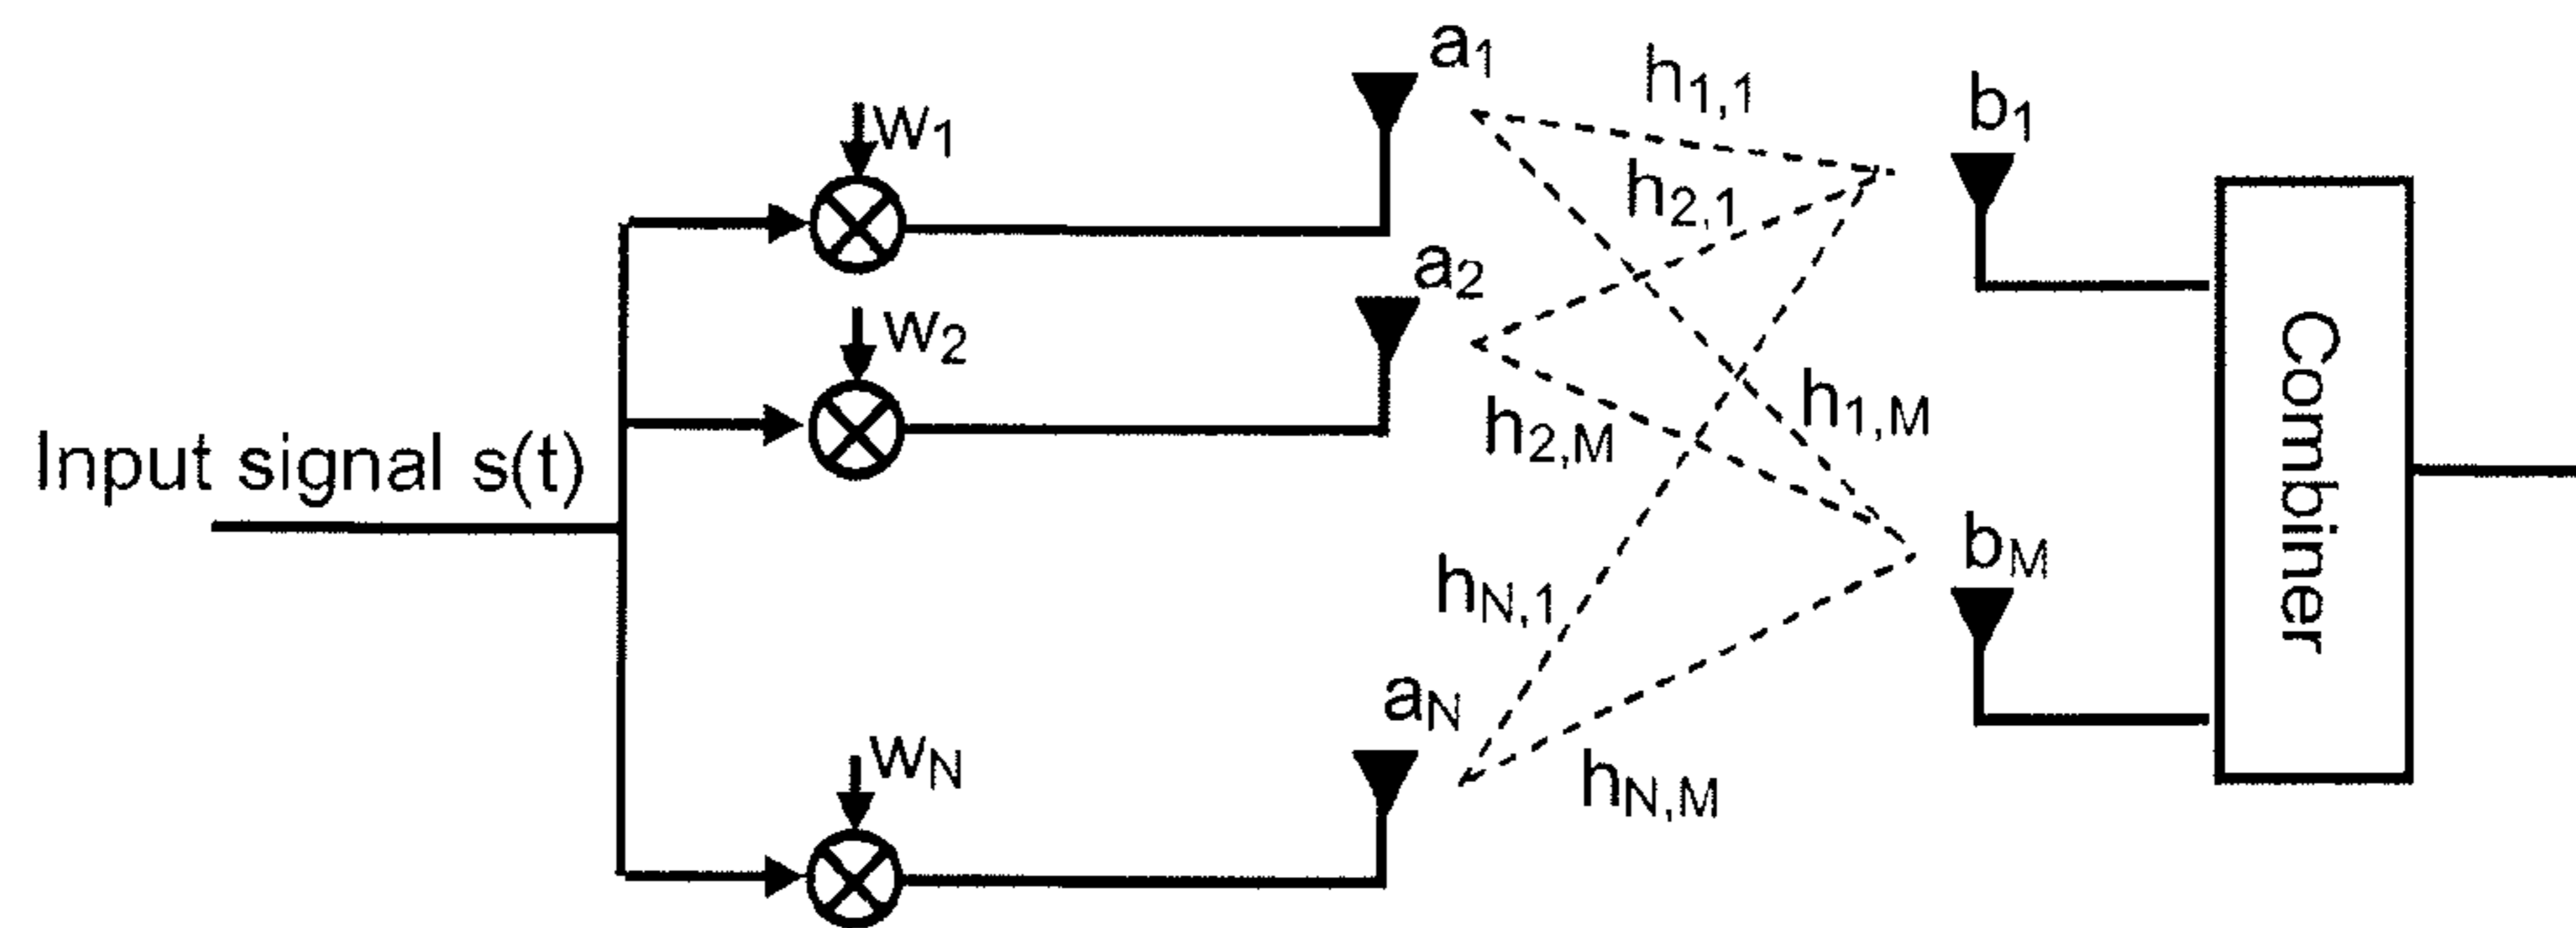 a1
h1,1
b1
w1
h2,1
a2
w2
h1,M
h2,M
Input signal s(t)
Combiner
bM
hN,1
aN
wN
hN,M